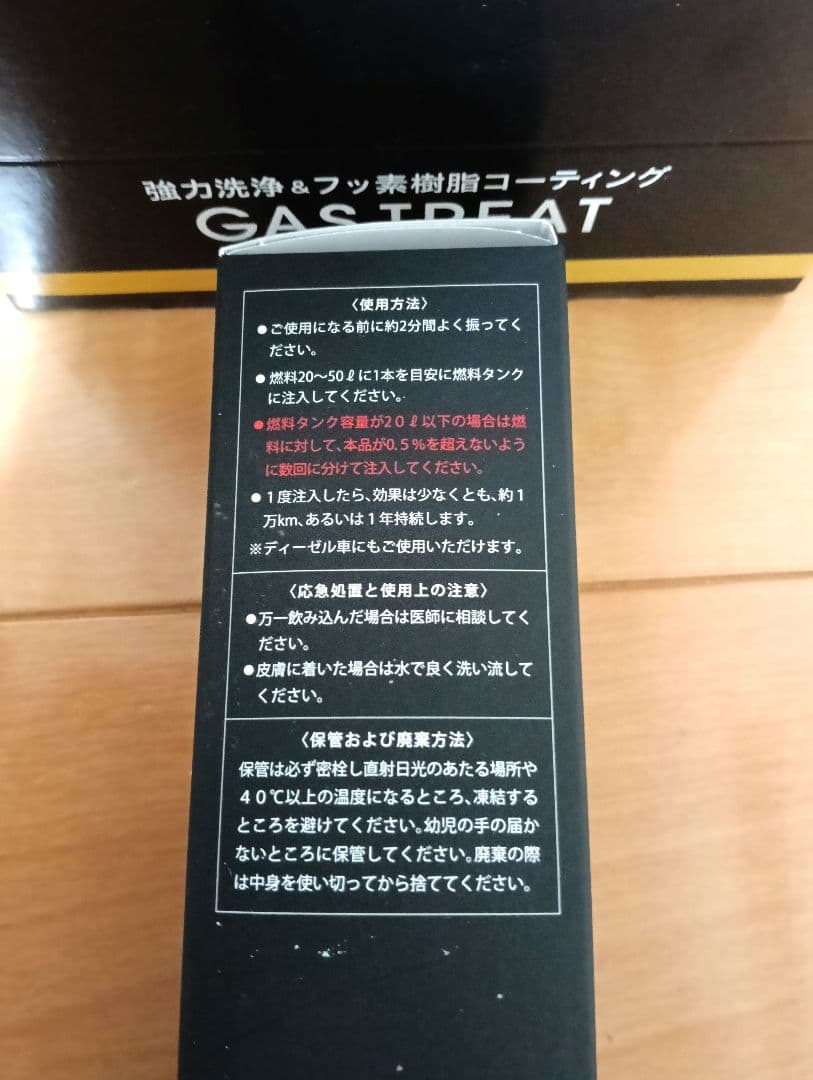 強力洗浄&フッ素樹脂コーティング
GAS TREAT
〈使用方法〉
●ご使用になる前に約2分間よく振ってく
ださい。
●燃料20〜50ℓに1本を目安に燃料タンク
に注入してください。
●燃料タンク容量が20ℓ以下の場合は燃
料に対して、本品が0.5%を超えないよう
に数回に分けて注入してください。
●1度注入したら、効果は少なくとも、約1
万km、あるいは1年持続します。
※ディーゼル車にもご使用いただけます。
〈応急処置と使用上の注意〉
●万一飲み込んだ場合は医師に相談してく
ださい。
●皮膚に着いた場合は水で良く洗い流して
ください。
〈保管および廃棄方法〉
保管は必ず密栓し直射日光のあたる場所や
40℃以上の温度になるところ、凍結する
ところを避けてください。幼児の手の届か
ないところに保管してください。廃棄の際
は中身を使い切ってから捨ててください。